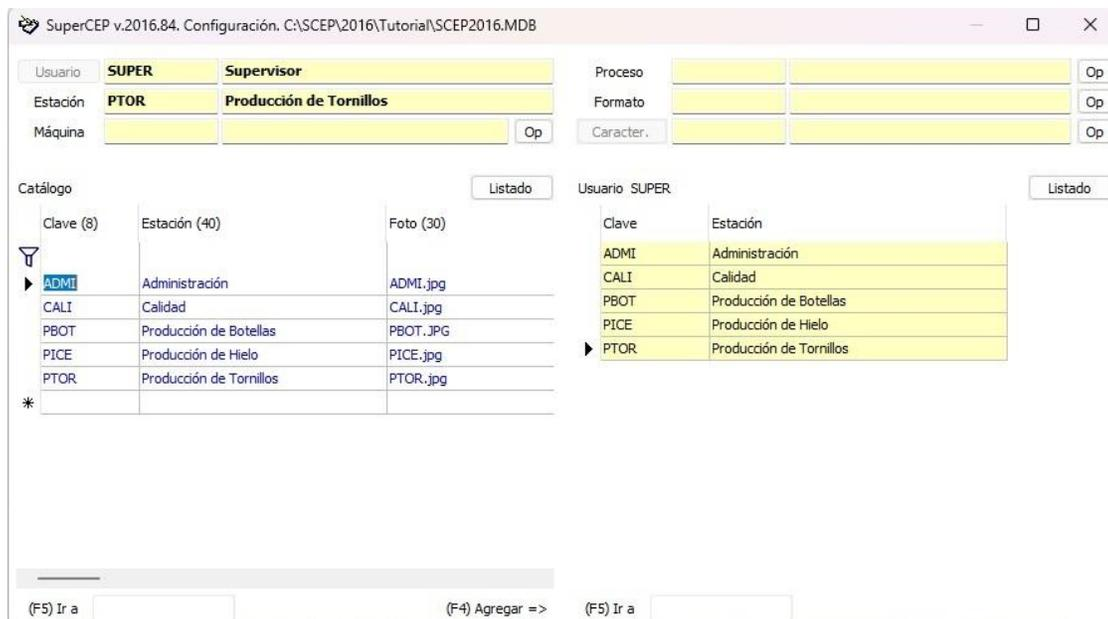 SuperCEP v.2016.84. Configuración. C:\SCEP\2016\Tutorial\SCEP2016.MDB
Usuario SUPER Supervisor Proceso Op
Estación PTOR Producción de Tornillos Formato Op
Máquina Op Caracter. Op
Catálogo Listado Usuario SUPER Listado
Clave (8) Estación (40) Foto (30) Clave Estación
ADMI Administración
ADMI Administración ADMI.jpg CALI Calidad
CALI Calidad CALI.jpg PBOT Producción de Botellas
PBOT Producción de Botellas PBOT.JPG PICE Producción de Hielo
PICE Producción de Hielo PICE.jpg PTOR Producción de Tornillos
PTOR Producción de Tornillos PTOR.jpg
(F5) Ir a (F4) Agregar => (F5) Ir a